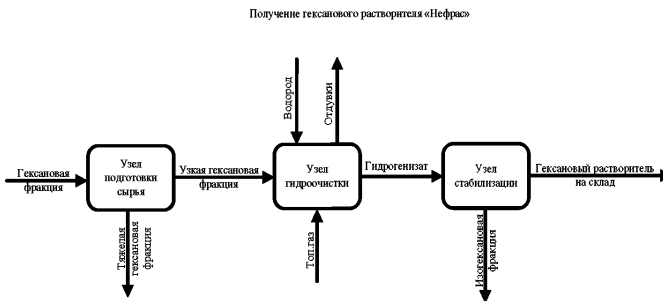 Получение гексанового растворителя «Нефрас»
Водород
Отдувки
Гексановая
фракция
Узел
подготовки
сырья
Узкая гексановая
фракция
Узел
гидроочистки
Гидрогенизат
Узел
стабилизации
Гексановый растворитель
на склад
Тяжелая
гексановая
фракция
Топ.газ
Изогексановая
фракция